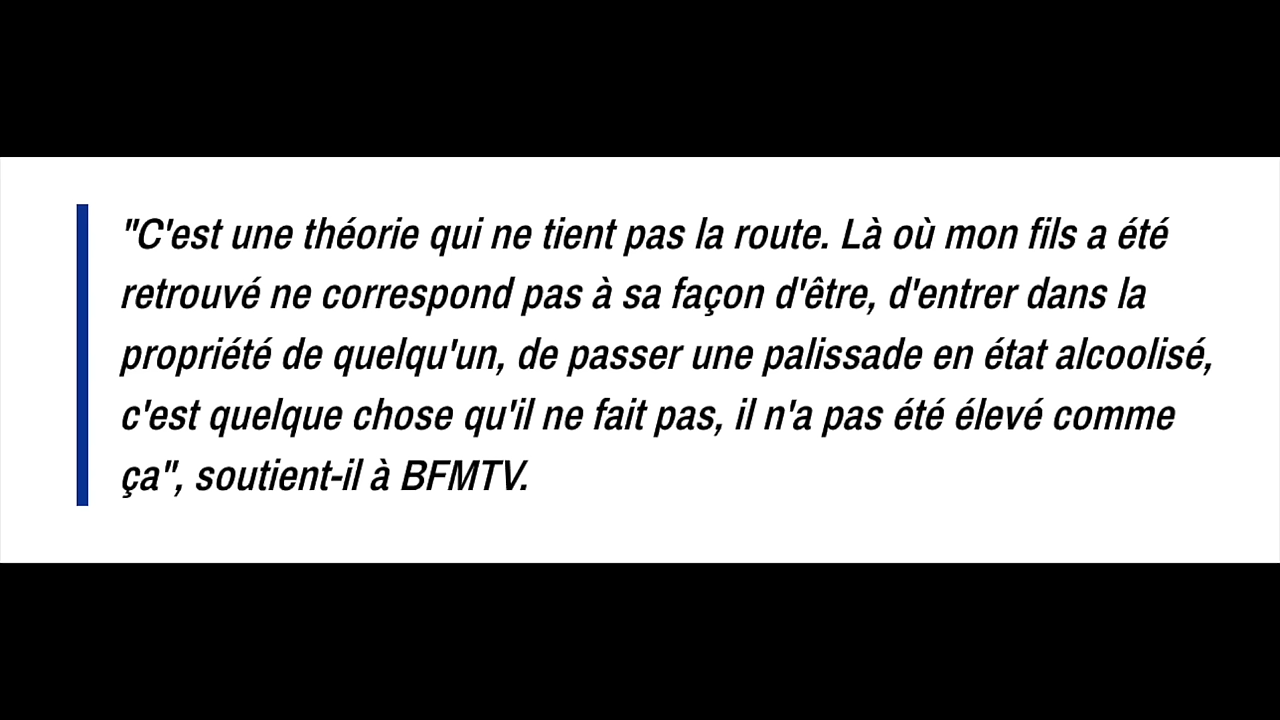 "C'est une théorie qui ne tient pas la route. Là où mon fils a été
retrouvé ne correspond pas à sa façon d'être, d'entrer dans la
propriété de quelqu'un, de passer une palissade en état alcoolisé,
c'est quelque chose qu'il ne fait pas, il n'a pas été élevé comme
ça", soutient-il à BFMTV.